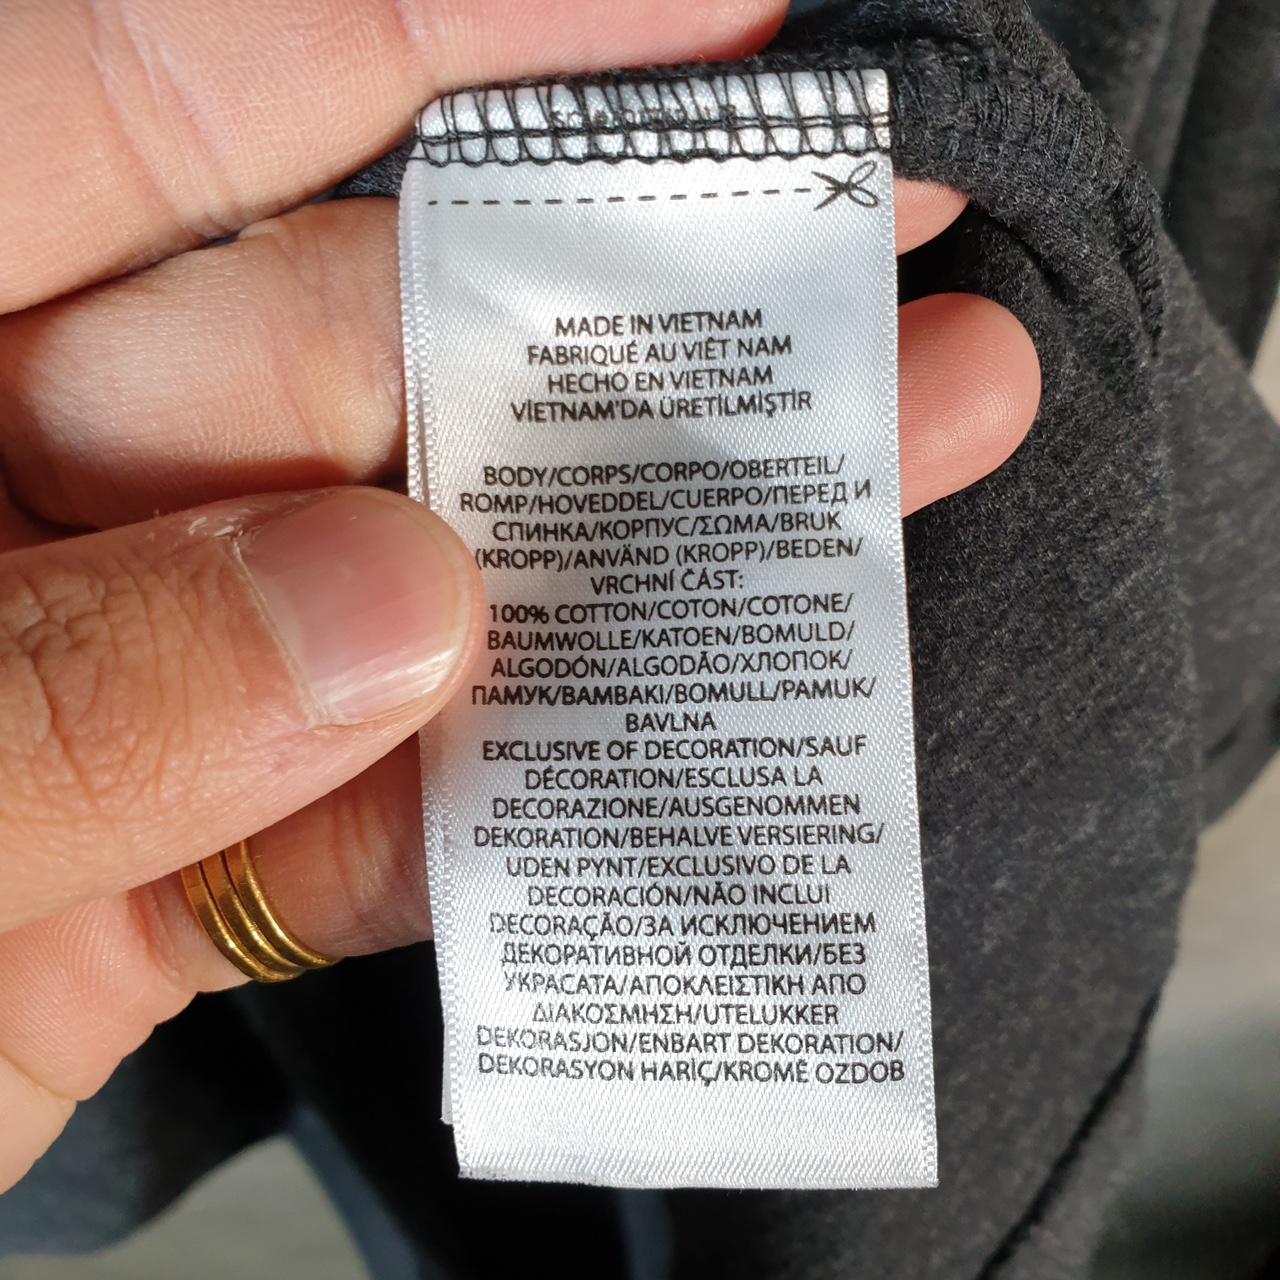 MADE IN VIETNAM
FABRIQUÉ AU VIÊT NAM
HECHO EN VIETNAM
VİETNAM'DA ÜRETİLMİŞTİR
BODY/CORPS/CORPO/OBERTEIL/
ROMP/HOVEDDEL/CUERPO/ПЕРЕД И
СПИНКА/КОРПУС/ΣΩΜΑ/BRUK
(KROPP)/ANVÄND (KROPP)/BEDEN/
VRCHNÍ ČÁST:
100% COTTON/COTON/COTONE/
BAUMWOLLE/KATOEN/BOMULD/
ALGODÓN/ALGODÃO/ХЛОПОК/
ПАМУК/ΒΑΜΒΑΚΙ/BOMULL/PAMUK/
BAVLNA
EXCLUSIVE OF DECORATION/SAUF
DÉCORATION/ESCLUSA LA
DECORAZIONE/AUSGENOMMEN
DEKORATION/BEHALVE VERSIERING/
UDEN PYNT/EXCLUSIVO DE LA
DECORACIÓN/NÃO INCLUI
DECORAÇÃO/ЗА ИСКЛЮЧЕНИЕМ
ДЕКОРАТИВНОЙ ОТДЕЛКИ/БЕЗ
УКРАСАТА/ΑΠΟΚΛΕΙΣΤΙΚΗ ΑΠΟ
ΔΙΑΚΟΣΜΗΣΗ/UTELUKKER
DEKORASJON/ENBART DEKORATION/
DEKORASYON HARİÇ/KROMĚ OZDOB